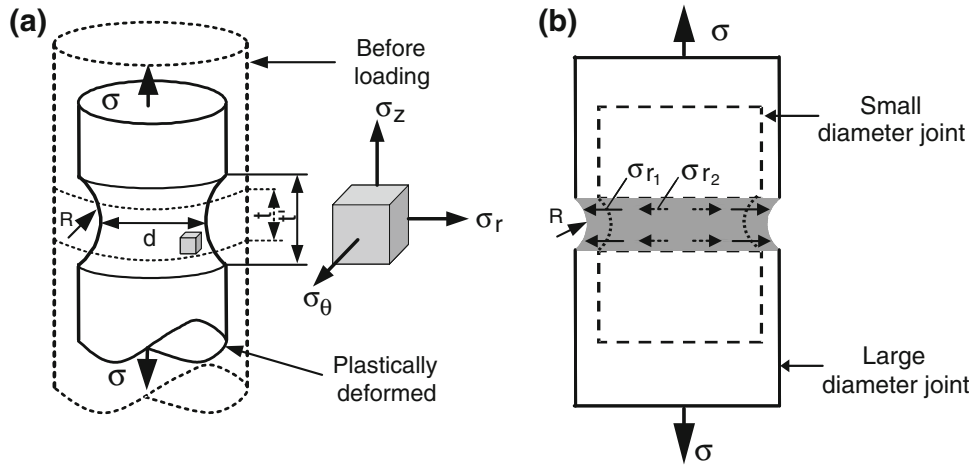 (a)
Before
loading
σ
σz
R
d
t
t
σr
σθ
σ
Plastically
deformed
(b)
σ
Small
diameter joint
σr1
σr2
R
Large
diameter joint
σ